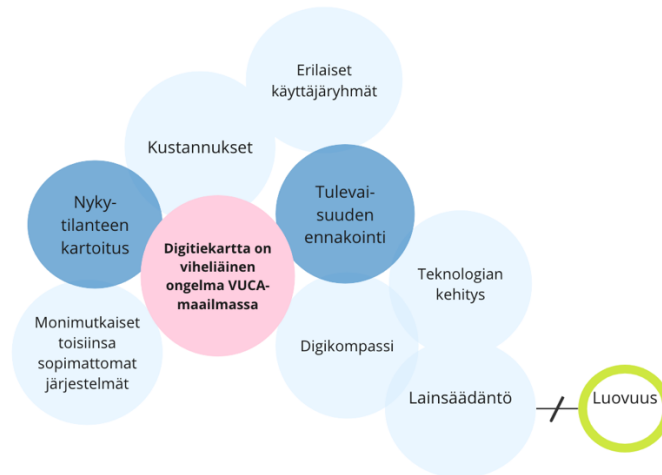 Erilaiset
käyttäjäryhmät
Kustannukset
Nyky-
tilanteen
kartoitus
Tulevai-
suuden
ennakointi
Digitiekartta on
viheliäinen
ongelma VUCA-
maailmassa
Teknologian
kehitys
Monimutkaiset
toisiinsa
sopimattomat
järjestelmät
Digikompassi
Lainsäädäntö
Luovuus